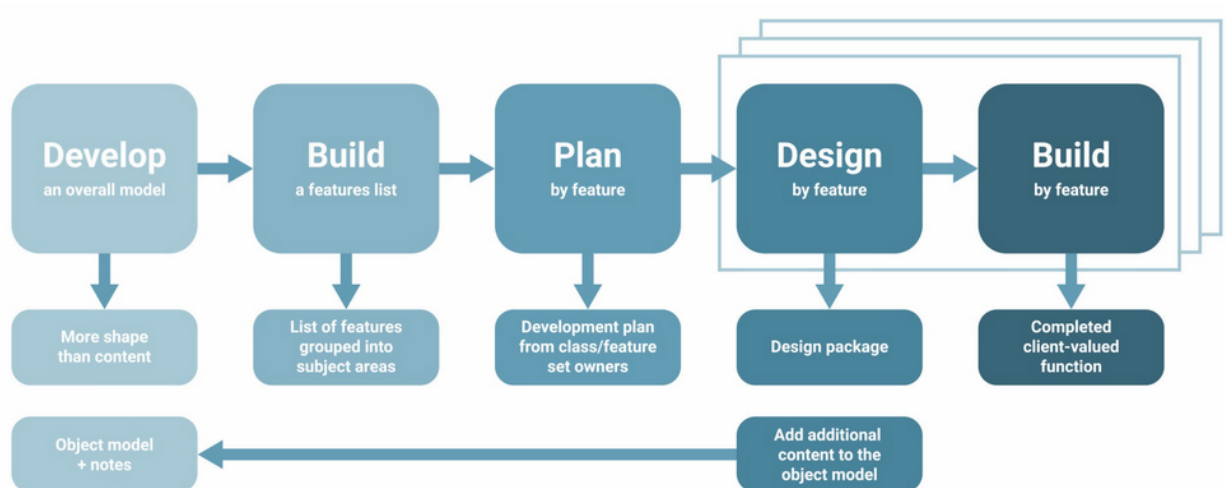 Develop
an overall model
Build
a features list
Plan
by feature
Design
by feature
Build
by feature
More shape
than content
List of features
grouped into
subject areas
Development plan
from class/feature
set owners
Design package
Completed
client-valued
function
Object model
+ notes
Add additional
content to the
object model